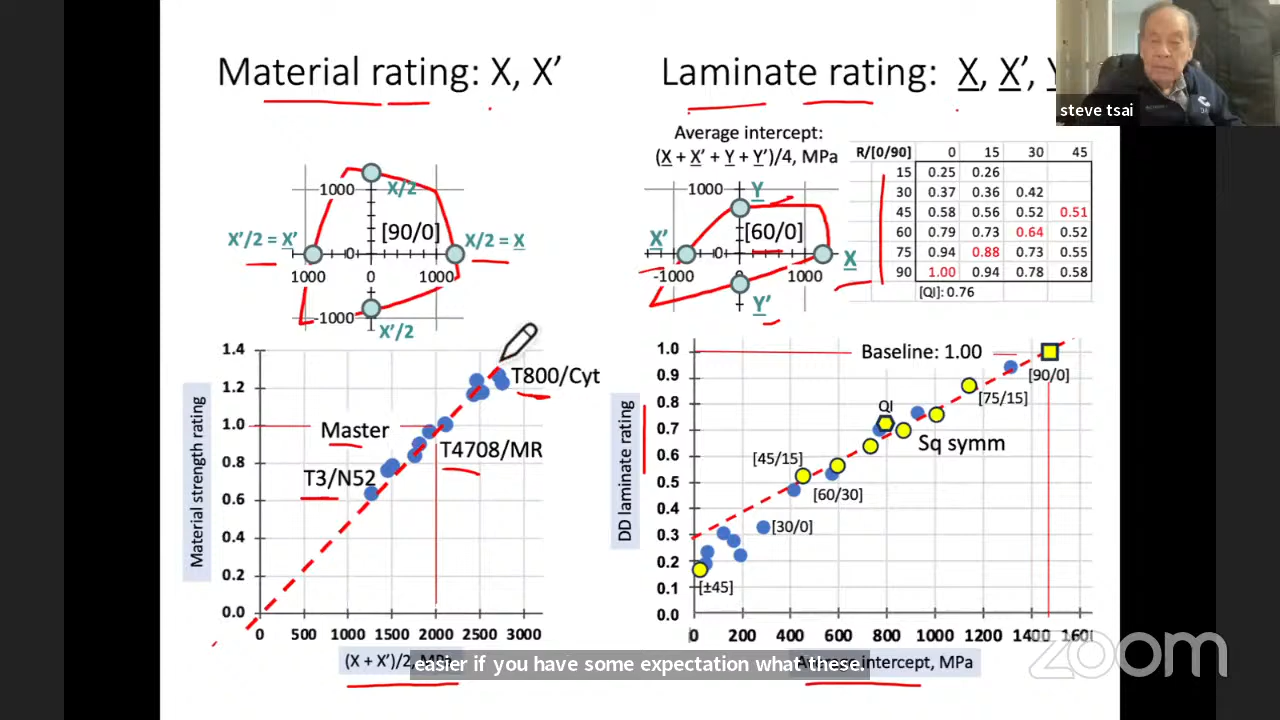 Material rating: X, X’
Laminate rating: X, X’,
steve tsai
1000
X/2
X’/2 = X’
[90/0]
X/2 = X
0
1000
0
1000
-1000
X’/2
Average intercept:
(X + X’ + Y + Y’)/4, MPa
1000
Y
X’
[60/0]
0
X
-1000
0
1000
Y’
R/[0/90] 0 15 30 45
15 0.25 0.26
30 0.37 0.36 0.42
45 0.58 0.56 0.52 0.51
60 0.79 0.73 0.64 0.52
75 0.94 0.88 0.73 0.55
90 1.00 0.94 0.78 0.58
[QI]: 0.76
Material strength rating
1.4
1.2
1.0
0.8
0.6
0.4
0.2
0.0
T800/Cyt
Master
T4708/MR
T3/N52
0 500 1000 1500 2000 2500 3000
(X + X’)/2,
DD laminate rating
1.0
0.9
0.8
0.7
0.6
0.5
0.4
0.3
0.2
0.1
0.0
Baseline: 1.00
[90/0]
[75/15]
QI
Sq symm
[45/15]
[60/30]
[30/0]
[±45]
0 200 400 600 800 1000 1200 1400 1600
intercept, MPa
easier if you have some expectation what these.
zoom